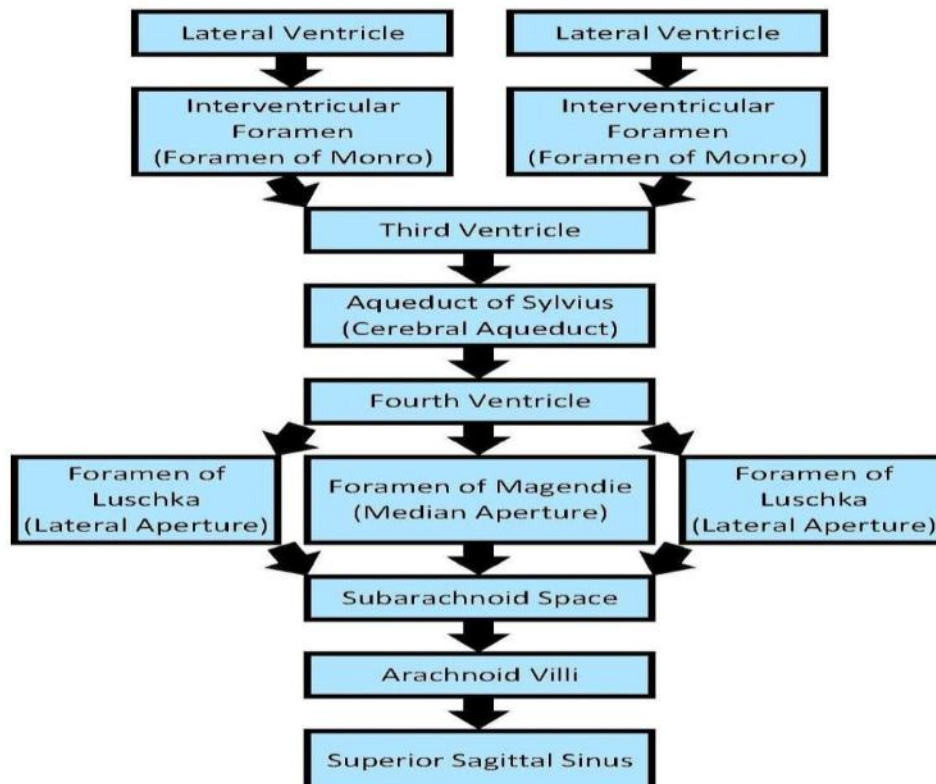 Lateral Ventricle
Lateral Ventricle
Interventricular
Foramen
(Foramen of Monro)
Interventricular
Foramen
(Foramen of Monro)
Third Ventricle
Aqueduct of Sylvius
(Cerebral Aqueduct)
Fourth Ventricle
Foramen of
Luschka
(Lateral Aperture)
Foramen of Magendie
(Median Aperture)
Foramen of
Luschka
(Lateral Aperture)
Subarachnoid Space
Arachnoid Villi
Superior Sagittal Sinus